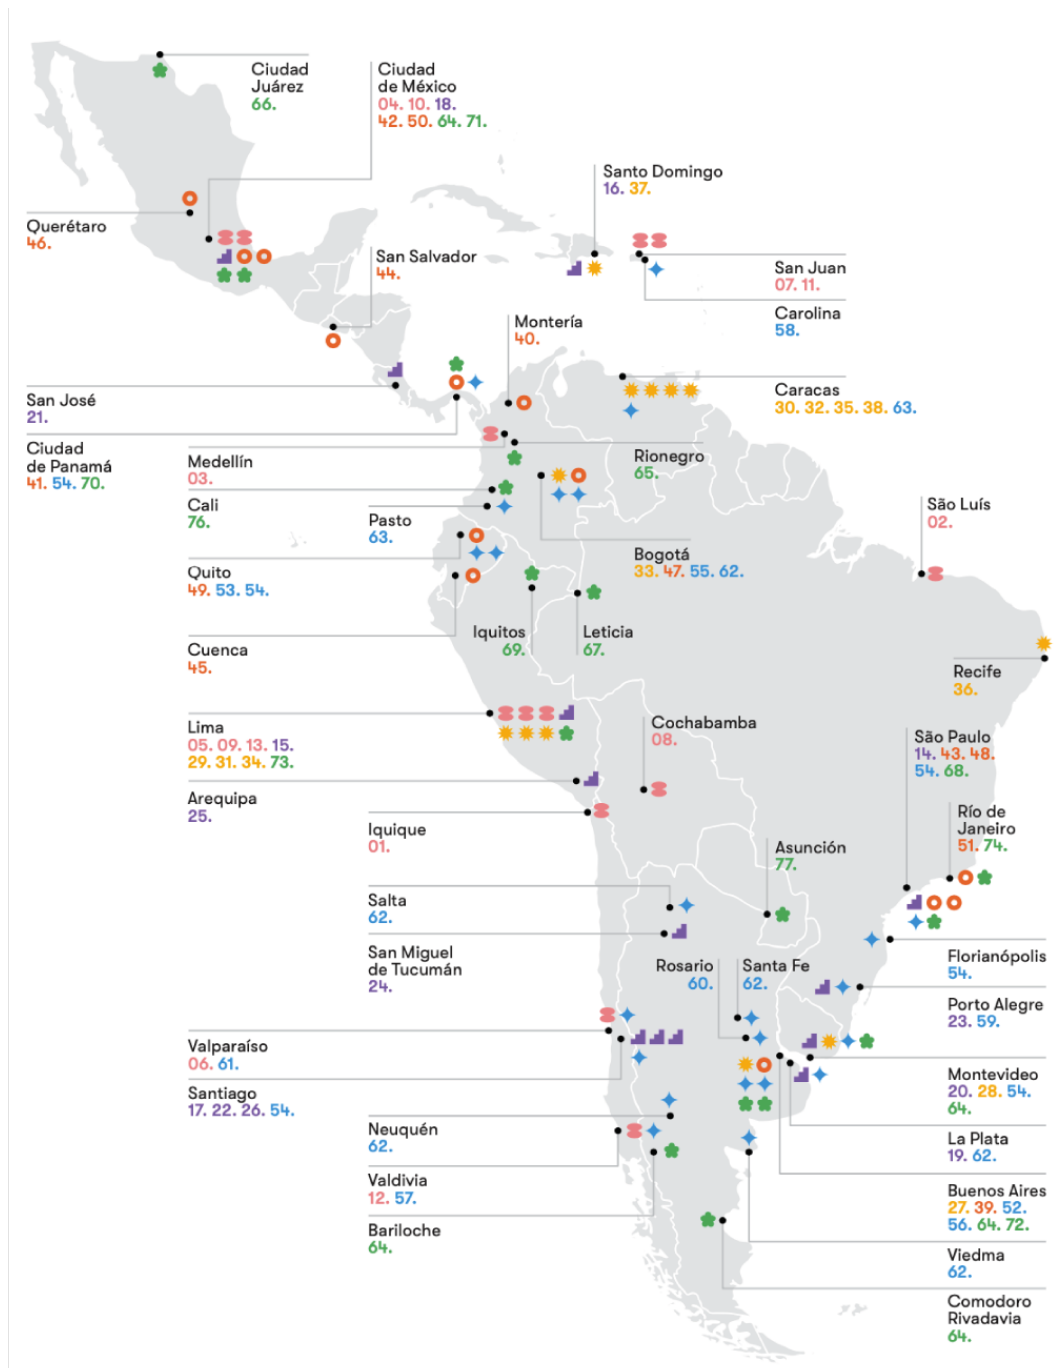 Ciudad
Juárez
66.
Ciudad
de México
04. 10. 18.
42. 50. 64. 71.
Santo Domingo
16. 37.
Querétaro
46.
San Salvador
44.
San Juan
07. 11.
Carolina
58.
Montería
40.
San José
21.
Caracas
30. 32. 35. 38. 63.
Ciudad
de Panamá
41. 54. 70.
Medellín
03.
Rionegro
65.
Cali
76.
Pasto
63.
São Luís
02.
Bogotá
33. 47. 55. 62.
Quito
49. 53. 54.
Iquitos
69.
Leticia
67.
Cuenca
45.
Recife
36.
Lima
05. 09. 13. 15.
29. 31. 34. 73.
Cochabamba
08.
São Paulo
14. 43. 48.
54. 68.
Arequipa
25.
Iquique
01.
Río de
Janeiro
51. 74.
Asunción
77.
Salta
62.
San Miguel
de Tucumán
24.
Rosario
60.
Santa Fe
62.
Florianópolis
54.
Porto Alegre
23. 59.
Valparaíso
06. 61.
Santiago
17. 22. 26. 54.
Montevideo
20. 28. 54.
64.
Neuquén
62.
La Plata
19. 62.
Valdivia
12. 57.
Buenos Aires
27. 39. 52.
56. 64. 72.
Bariloche
64.
Viedma
62.
Comodoro
Rivadavia
64.